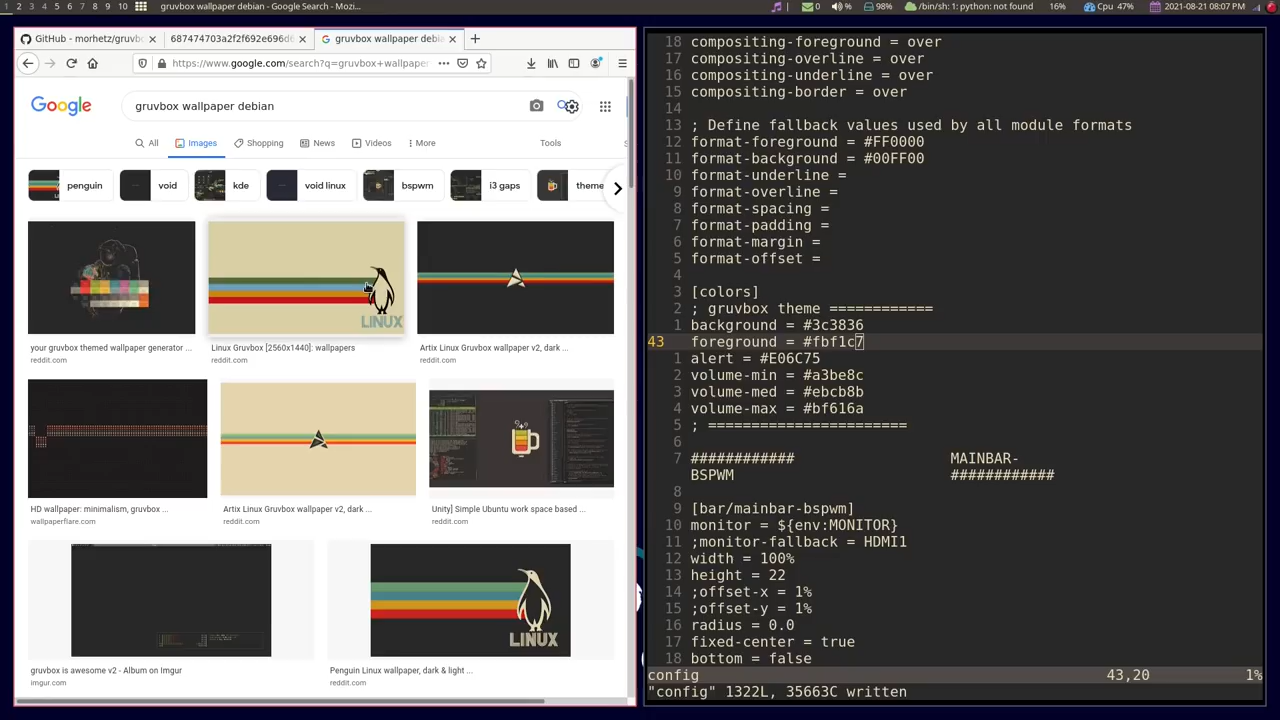 1 2 3 4 5 6 7 8 9 10
gruvbox wallpaper debian - Google Search - Mozi...
0
%
98%
/bin/sh: 1: python: not found
16%
Cpu 47%
2021-08-21 08:07 PM
GitHub - morhetz/gruvbo
687474703a2f2f692e696d6
gruvbox wallpaper debia
https://www.google.com/search?q=gruvbox+wallpaper
Google
gruvbox wallpaper debian
All
Images
Shopping
News
Videos
More
Tools
penguin
void
kde
void linux
bspwm
i3 gaps
theme
LINUX
your gruvbox themed wallpaper generator ...
reddit.com
Linux Gruvbox [2560x1440]: wallpapers
reddit.com
Artix Linux Gruvbox wallpaper v2, dark ...
reddit.com
HD wallpaper: minimalism, gruvbox ...
wallpaperflare.com
Artix Linux Gruvbox wallpaper v2, dark ...
reddit.com
Unity] Simple Ubuntu work space based ...
reddit.com
LINUX
gruvbox is awesome v2 - Album on Imgur
imgur.com
Penguin Linux wallpaper, dark & light ...
reddit.com
18 compositing-foreground = over
17 compositing-overline = over
16 compositing-underline = over
15 compositing-border = over
14
13 ; Define fallback values used by all module formats
12 format-foreground = #FF0000
11 format-background = #00FF00
10 format-underline =
9 format-overline =
8 format-spacing =
7 format-padding =
6 format-margin =
5 format-offset =
4
3 [colors]
2 ; gruvbox theme ============
1 background = #3c3836
43 foreground = #fbf1c7
1 alert = #E06C75
2 volume-min = #a3be8c
3 volume-med = #ebcb8b
4 volume-max = #bf616a
5 ; =======================
6
7 ############ MAINBAR-
BSPWM ############
8
9 [bar/mainbar-bspwm]
10 monitor = ${env:MONITOR}
11 ;monitor-fallback = HDMI1
12 width = 100%
13 height = 22
14 ;offset-x = 1%
15 ;offset-y = 1%
16 radius = 0.0
17 fixed-center = true
18 bottom = false
config 43,20 1%
"config" 1322L, 35663C written